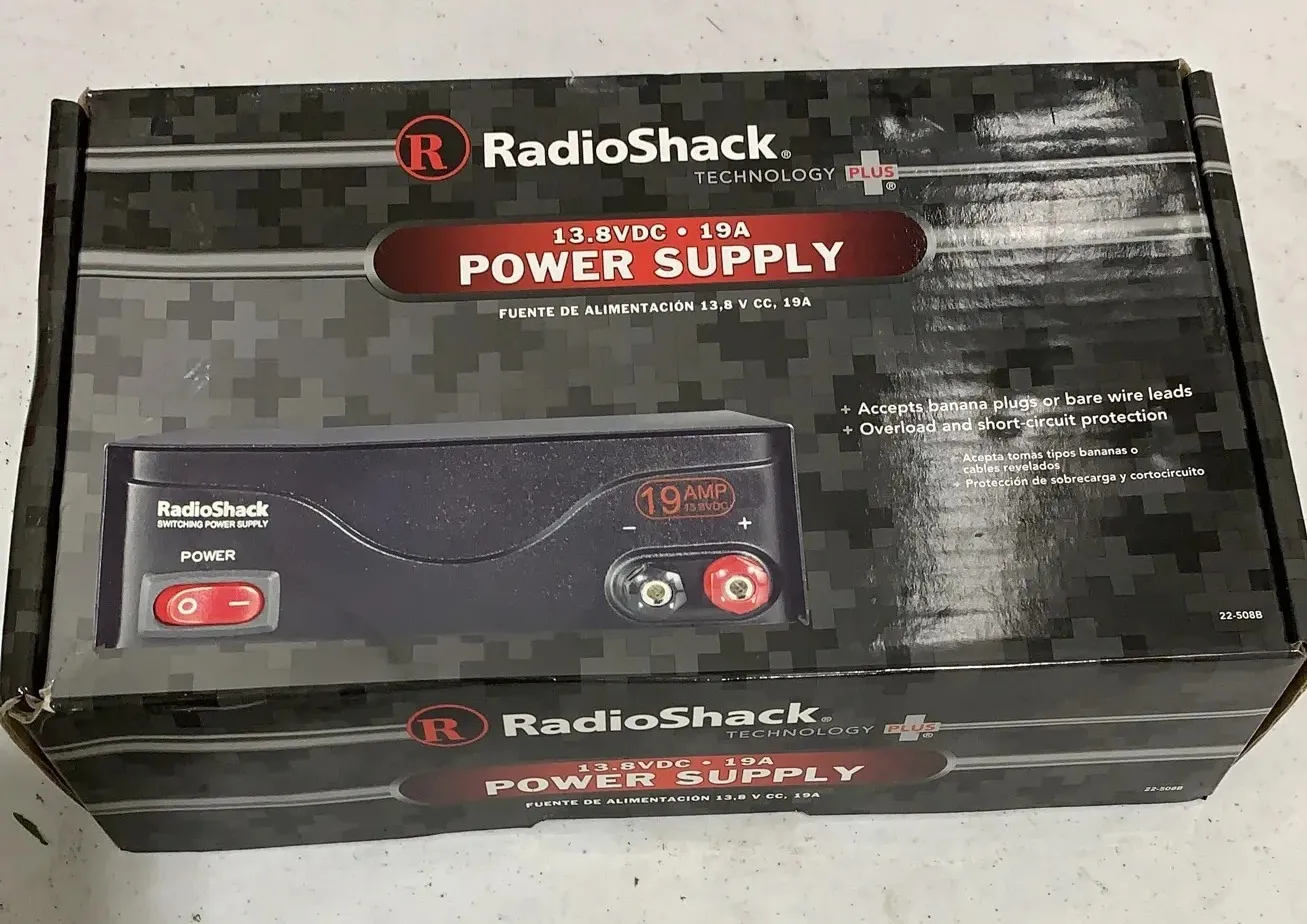 R RadioShack®
TECHNOLOGY PLUS®
13.8VDC • 19A
POWER SUPPLY
FUENTE DE ALIMENTACIÓN 13,8 V CC, 19A
+ Accepts banana plugs or bare wire leads
+ Overload and short-circuit protection
Acepta tomas tipos bananas o
cables revelados
+ Protección de sobrecarga y cortocircuito
RadioShack
SWITCHING POWER SUPPLY
POWER
O –
19 AMP
13.8VDC
– +
22-508B
R RadioShack®
TECHNOLOGY PLUS®
13.8VDC • 19A
POWER SUPPLY
FUENTE DE ALIMENTACIÓN 13,8 V CC, 19A
22-508B